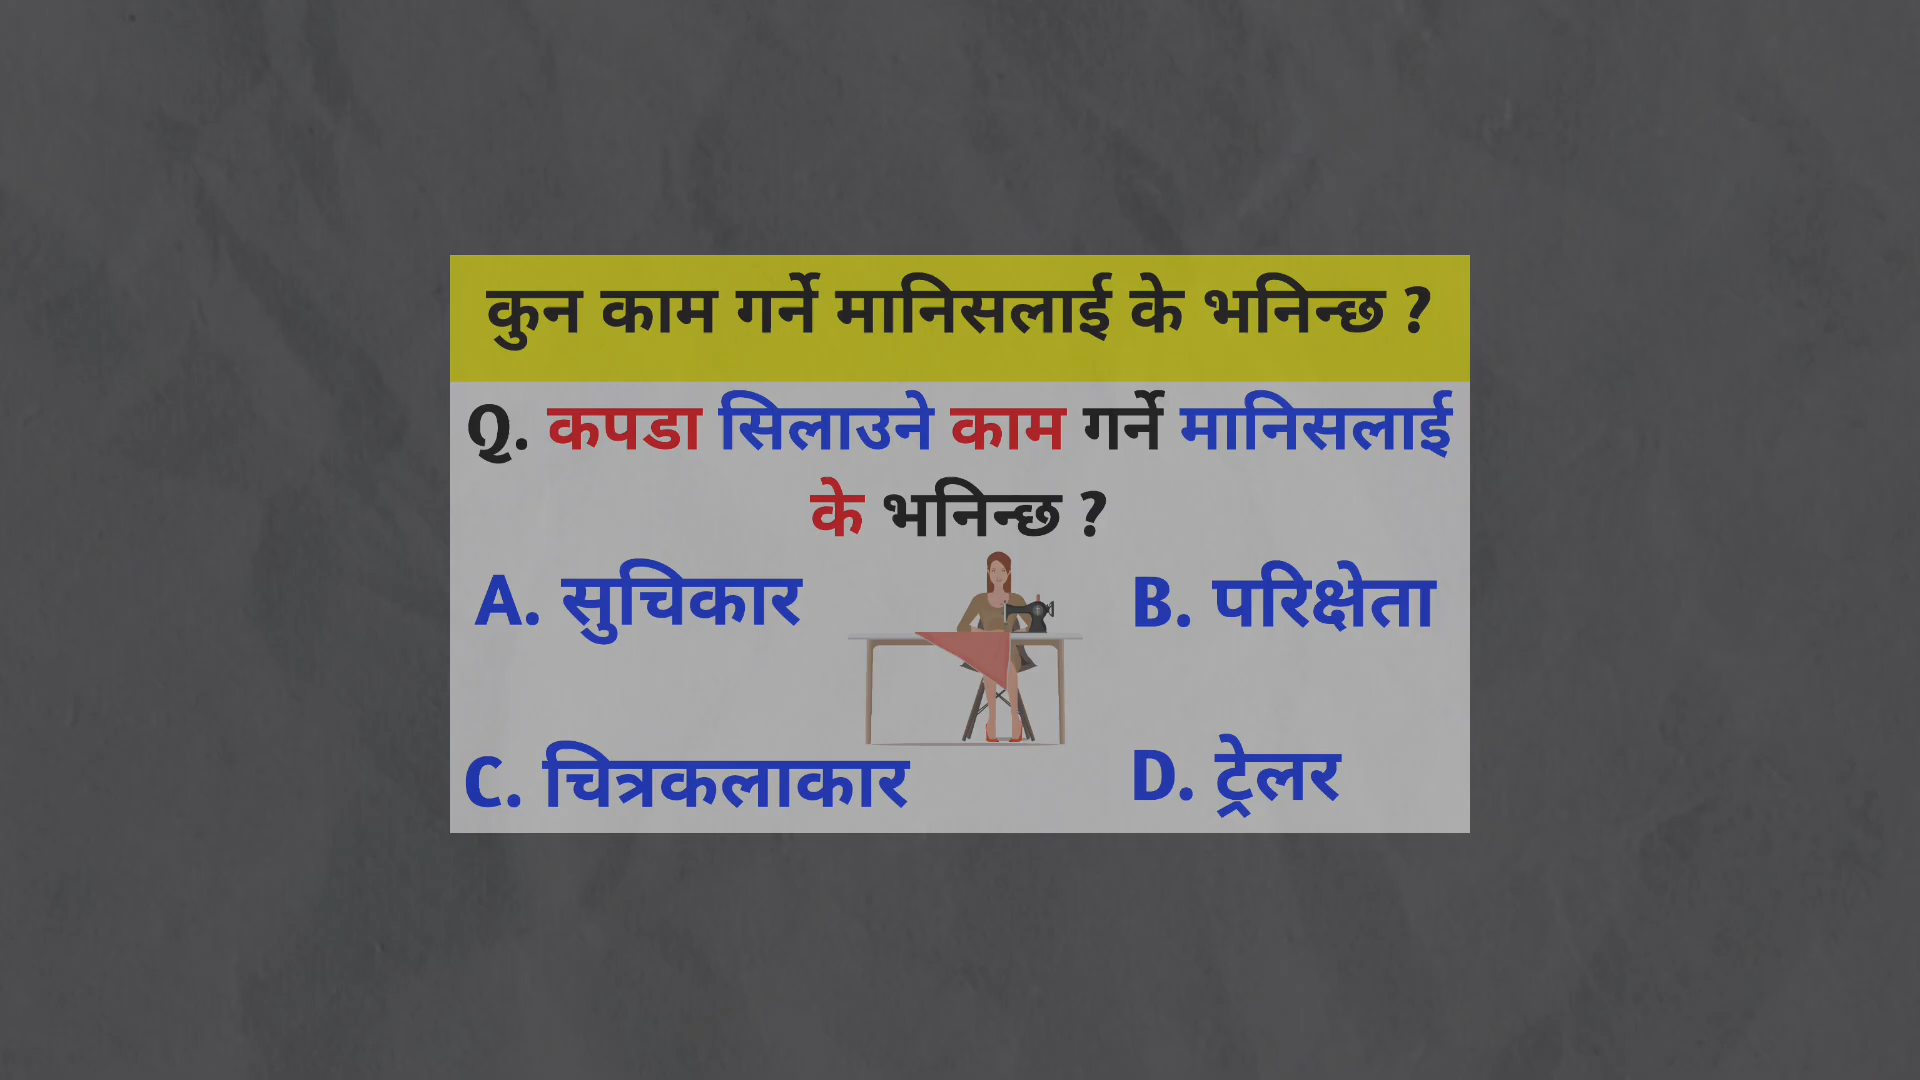 कुन काम गर्ने मानिसलाई के भनिन्छ ?
Q. कपडा सिलाउने काम गर्ने मानिसलाई
के भनिन्छ ?
A. सुचिकार
B. परिक्षेता
C. चित्रकलाकार
D. ट्रेलर